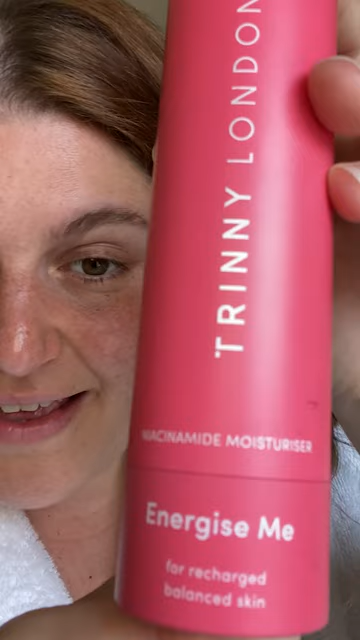 TRINNY LONDON
NIACINAMIDE MOISTURISER
Energise Me
for recharged
balanced skin